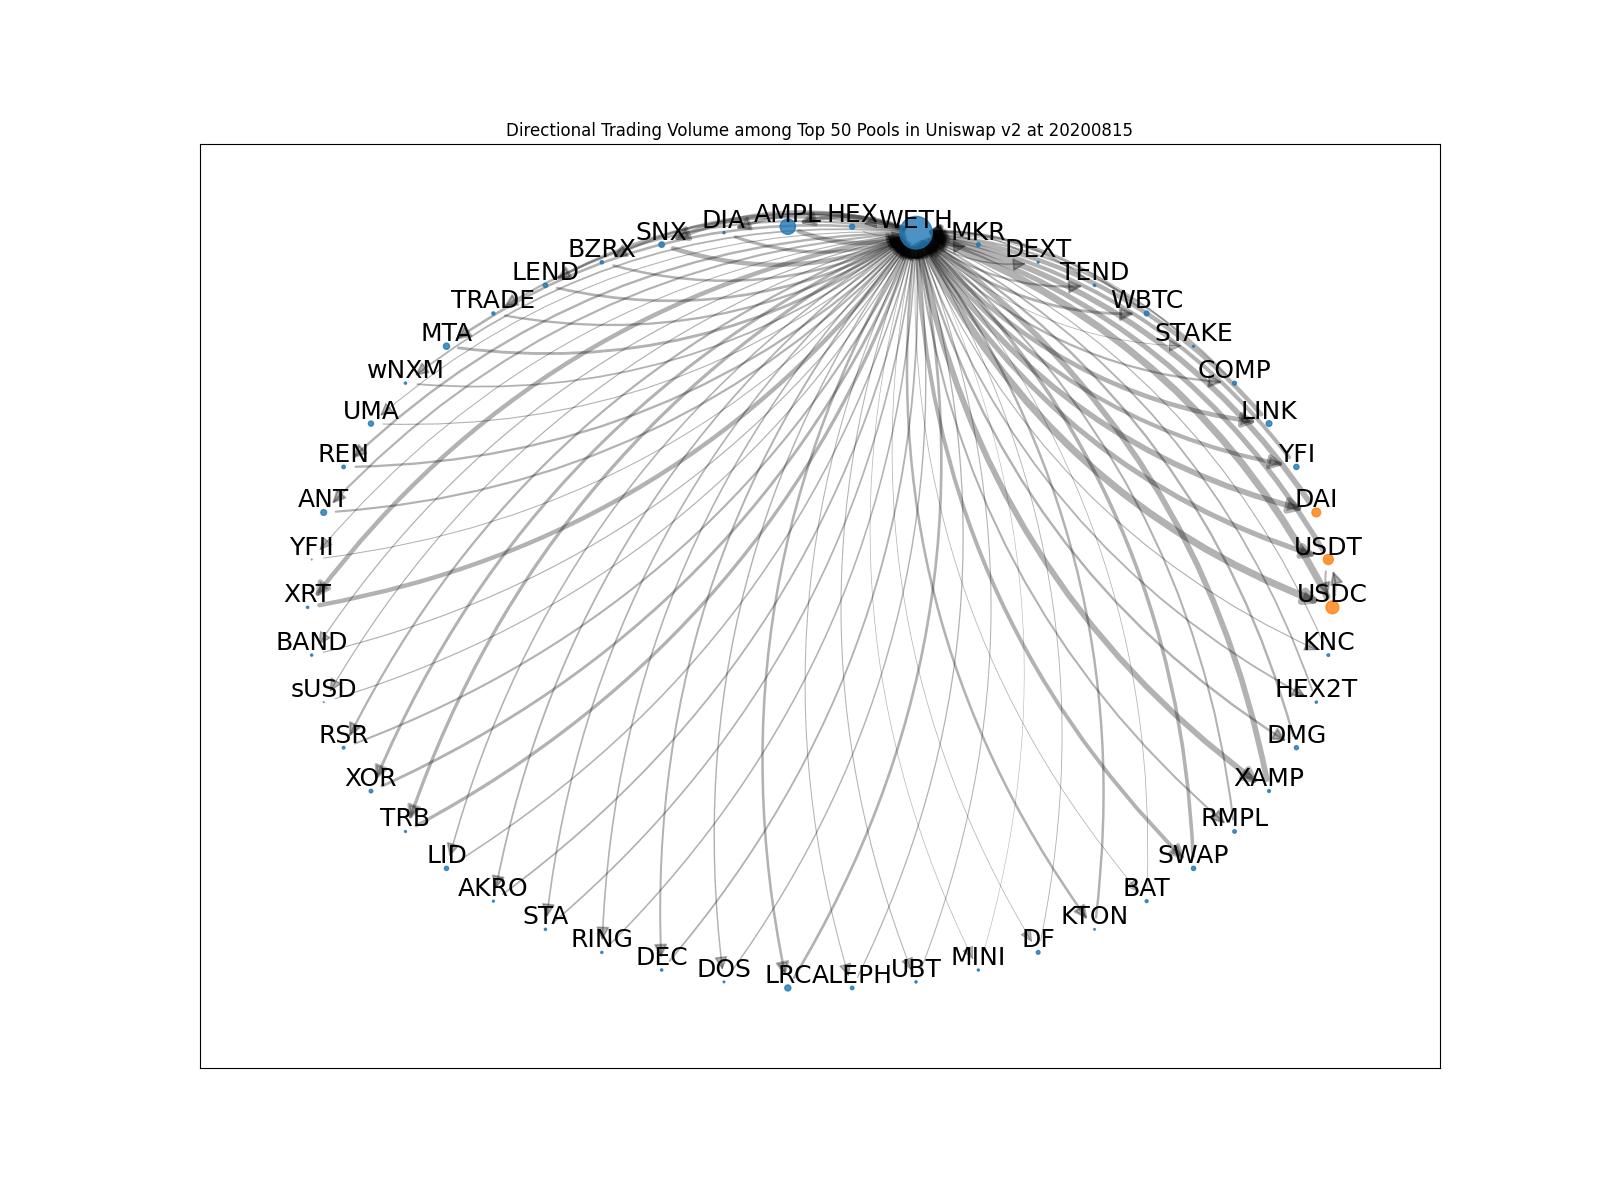 Directional Trading Volume among Top 50 Pools in Uniswap v2 at 20200815
DIA AMPL HEX WETH MKR
SNX
BZRX DEXT
LEND TEND
TRADE WBTC
MTA STAKE
wNXM COMP
UMA LINK
REN YFI
ANT DAI
YFII USDT
XRT USDC
BAND KNC
sUSD HEX2T
RSR DMG
XOR XAMP
TRB RMPL
LID SWAP
AKRO BAT
STA KTON
RING DF
DEC MINI
DOS LRC ALEPH UBT